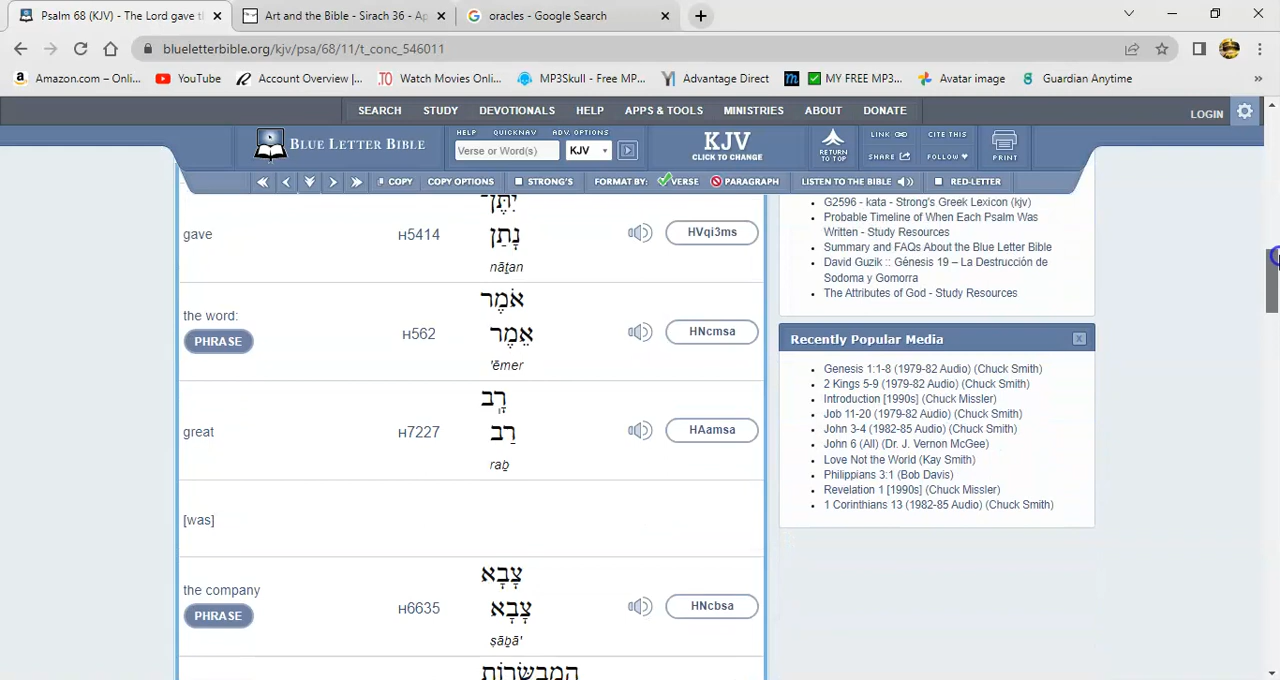 Psalm 68 (KJV) - The Lord gave t
Art and the Bible - Sirach 36 - Ap
oracles - Google Search
blueletterbible.org/kjv/psa/68/11/t_conc_546011
Amazon.com – Onli...
YouTube
Account Overview |...
Watch Movies Onlin...
MP3Skull - Free MP...
Advantage Direct
MY FREE MP3...
Avatar image
Guardian Anytime
»
SEARCH STUDY DEVOTIONALS HELP APPS & TOOLS MINISTRIES ABOUT DONATE
LOGIN
BLUE LETTER BIBLE
HELP QUICKNAV ADV. OPTIONS
Verse or Word(s)
KJV
KJV
CLICK TO CHANGE
RETURN
TO TOP
LINK
CITE THIS
SHARE
FOLLOW
PRINT
COPY COPY OPTIONS STRONG'S FORMAT BY: VERSE PARAGRAPH LISTEN TO THE BIBLE RED-LETTER
יִתֶּן־
gave H5414 נָתַן HVqi3ms
nāṯan
the word:
PHRASE
H562
אֹמֶר
אֵמֶר
'ēmer
HNcmsa
great H7227
רָב
רַב
raḇ
HAamsa
[was]
the company
PHRASE
H6635
צָבָא
צָבָא
ṣāḇā'
HNcbsa
הַמְבַשְּׂרוֹת
G2596 - kata - Strong's Greek Lexicon (kjv)
Probable Timeline of When Each Psalm Was
Written - Study Resources
Summary and FAQs About the Blue Letter Bible
David Guzik :: Génesis 19 – La Destrucción de
Sodoma y Gomorra
The Attributes of God - Study Resources
Recently Popular Media
x
Genesis 1:1-8 (1979-82 Audio) (Chuck Smith)
2 Kings 5-9 (1979-82 Audio) (Chuck Smith)
Introduction [1990s] (Chuck Missler)
Job 11-20 (1979-82 Audio) (Chuck Smith)
John 3-4 (1982-85 Audio) (Chuck Smith)
John 6 (All) (Dr. J. Vernon McGee)
Love Not the World (Kay Smith)
Philippians 3:1 (Bob Davis)
Revelation 1 [1990s] (Chuck Missler)
1 Corinthians 13 (1982-85 Audio) (Chuck Smith)